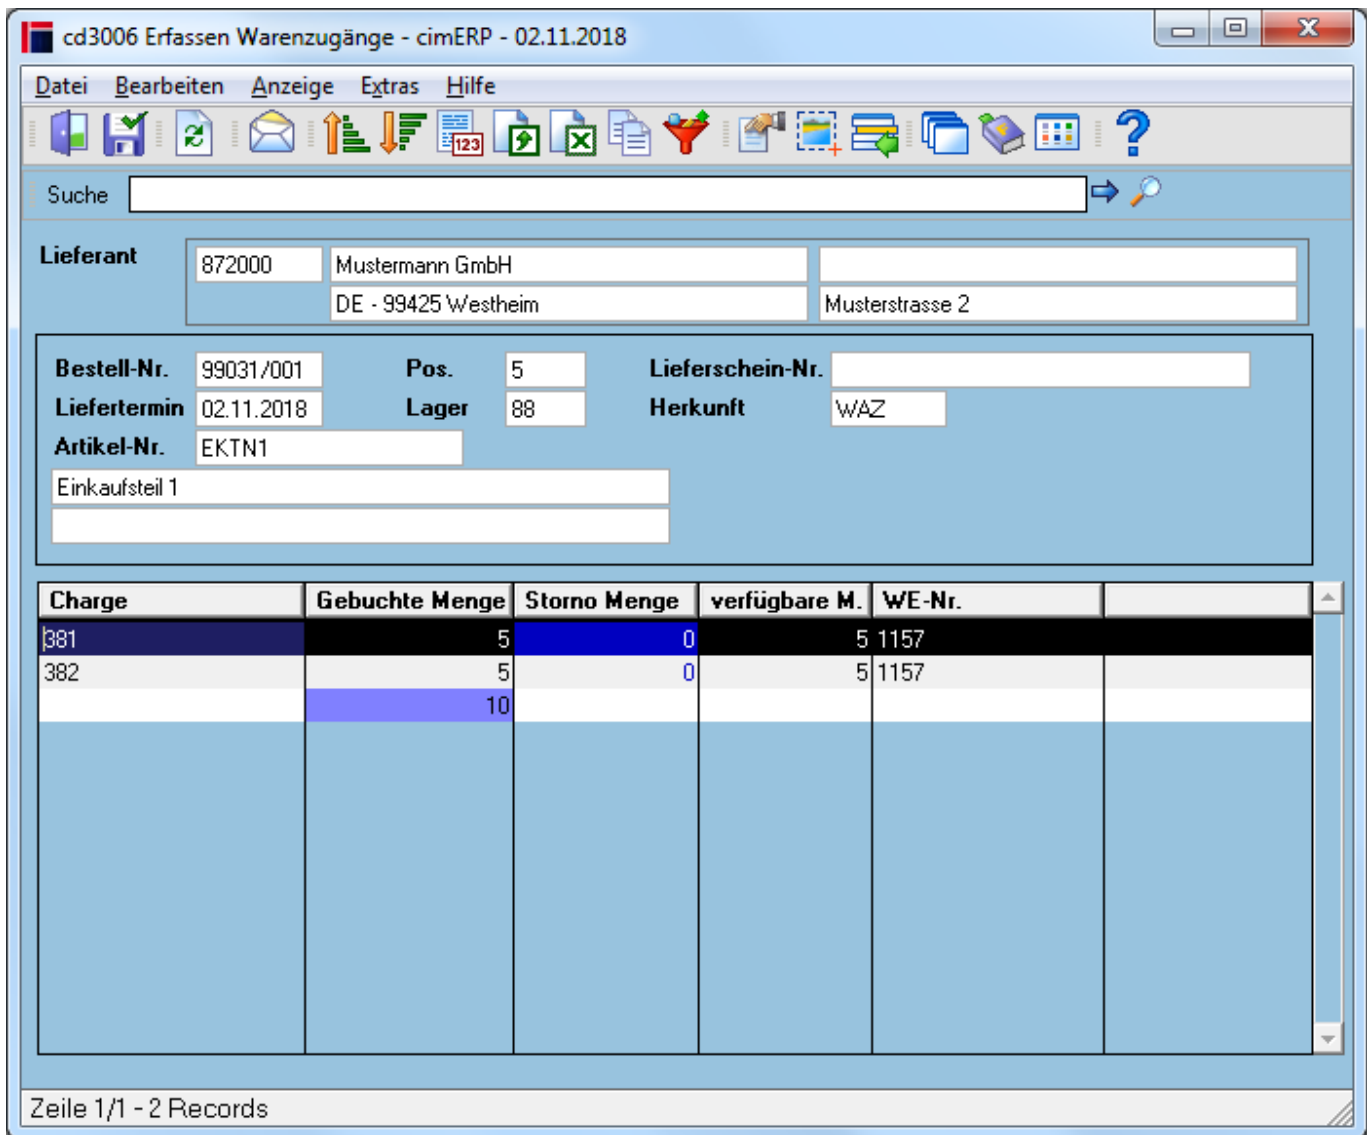 cd3006 Erfassen Warenzugänge - cimERP - 02.11.2018
Datei Bearbeiten Anzeige Extras Hilfe
123
Suche
Lieferant 872000 Mustermann GmbH
DE - 99425 Westheim Musterstrasse 2
Bestell-Nr. 99031/001 Pos. 5 Lieferschein-Nr.
Liefertermin 02.11.2018 Lager 88 Herkunft WAZ
Artikel-Nr. EKTN1
Einkaufsteil 1
Charge Gebuchte Menge Storno Menge verfügbare M. WE-Nr.
381 5 0 5 1157
382 5 0 5 1157
10
Zeile 1/1 - 2 Records